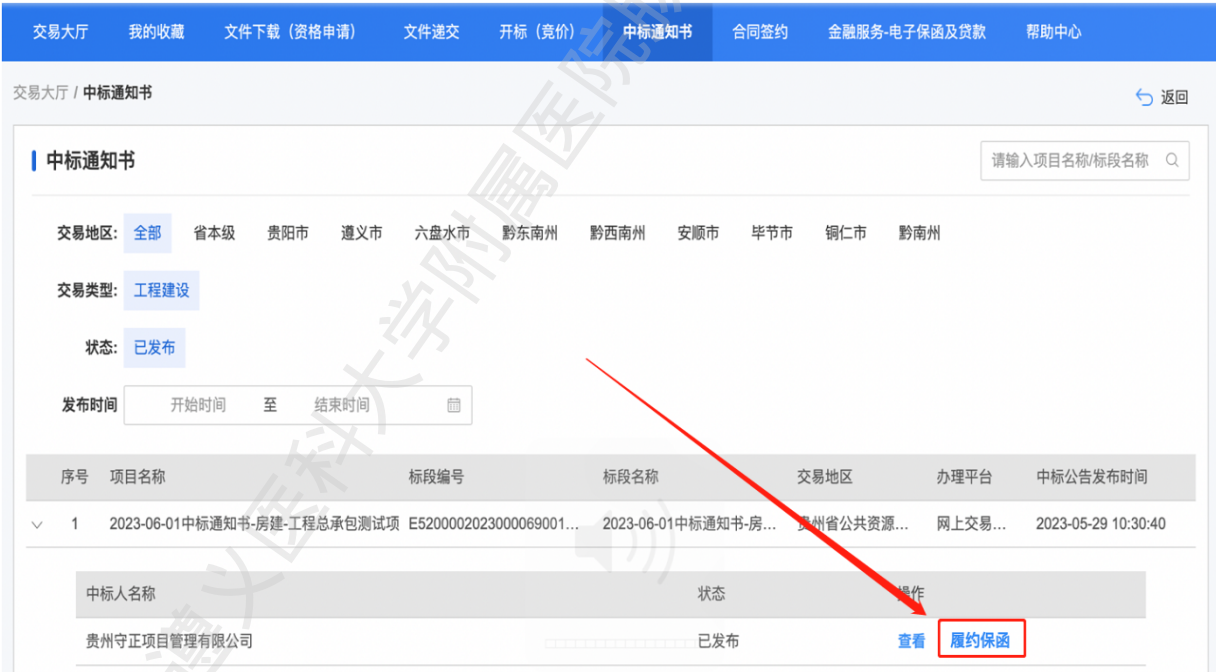 交易大厅 我的收藏 文件下载（资格申请） 文件递交 开标（竞价） 中标通知书 合同签约 金融服务-电子保函及贷款 帮助中心
交易大厅 / 中标通知书 返回
中标通知书 请输入项目名称/标段名称
交易地区: 全部 省本级 贵阳市 遵义市 六盘水市 黔东南州 黔西南州 安顺市 毕节市 铜仁市 黔南州
交易类型: 工程建设
状态: 已发布
发布时间 开始时间 至 结束时间
序号 项目名称 标段编号 标段名称 交易地区 办理平台 中标公告发布时间
1 2023-06-01中标通知书-房建-工程总承包测试项 E5200002023000069001... 2023-06-01中标通知书-房... 贵州省公共资源... 网上交易... 2023-05-29 10:30:40
中标人名称 状态 操作
贵州守正项目管理有限公司 已发布 查看 履约保函
遵义医科大学附属医院